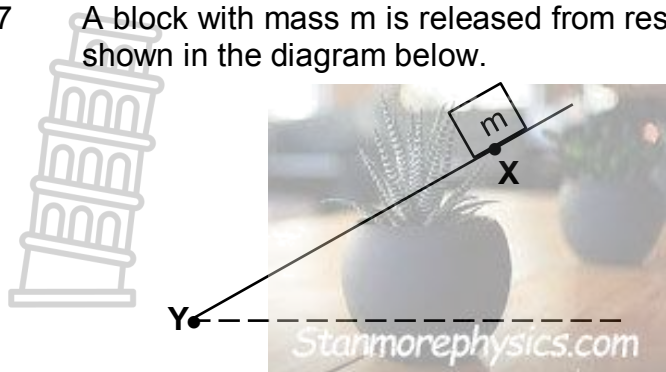 7 A block with mass m is released from res
shown in the diagram below.
m
X
Y
Stanmorephysics.com